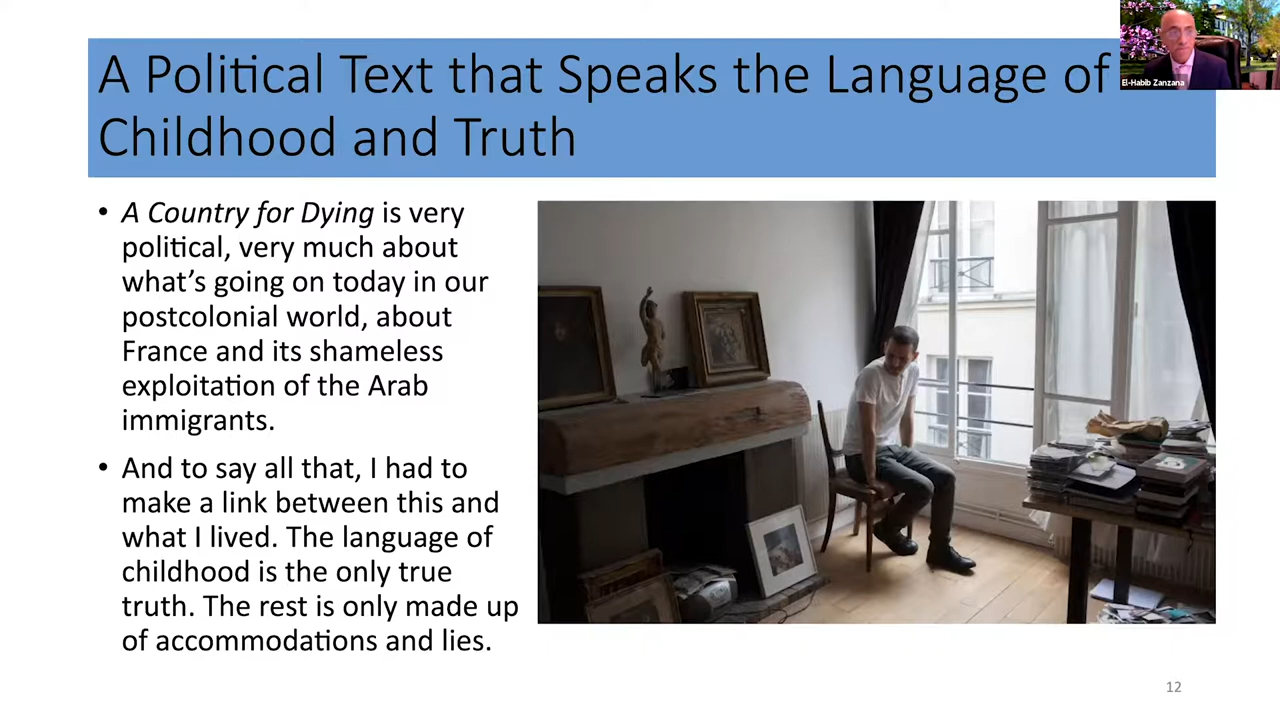 A Political Text that Speaks the Language of
Childhood and Truth
El-Habib Zanzana
• A Country for Dying is very
political, very much about
what's going on today in our
postcolonial world, about
France and its shameless
exploitation of the Arab
immigrants.
• And to say all that, I had to
make a link between this and
what I lived. The language of
childhood is the only true
truth. The rest is only made up
of accommodations and lies.
12